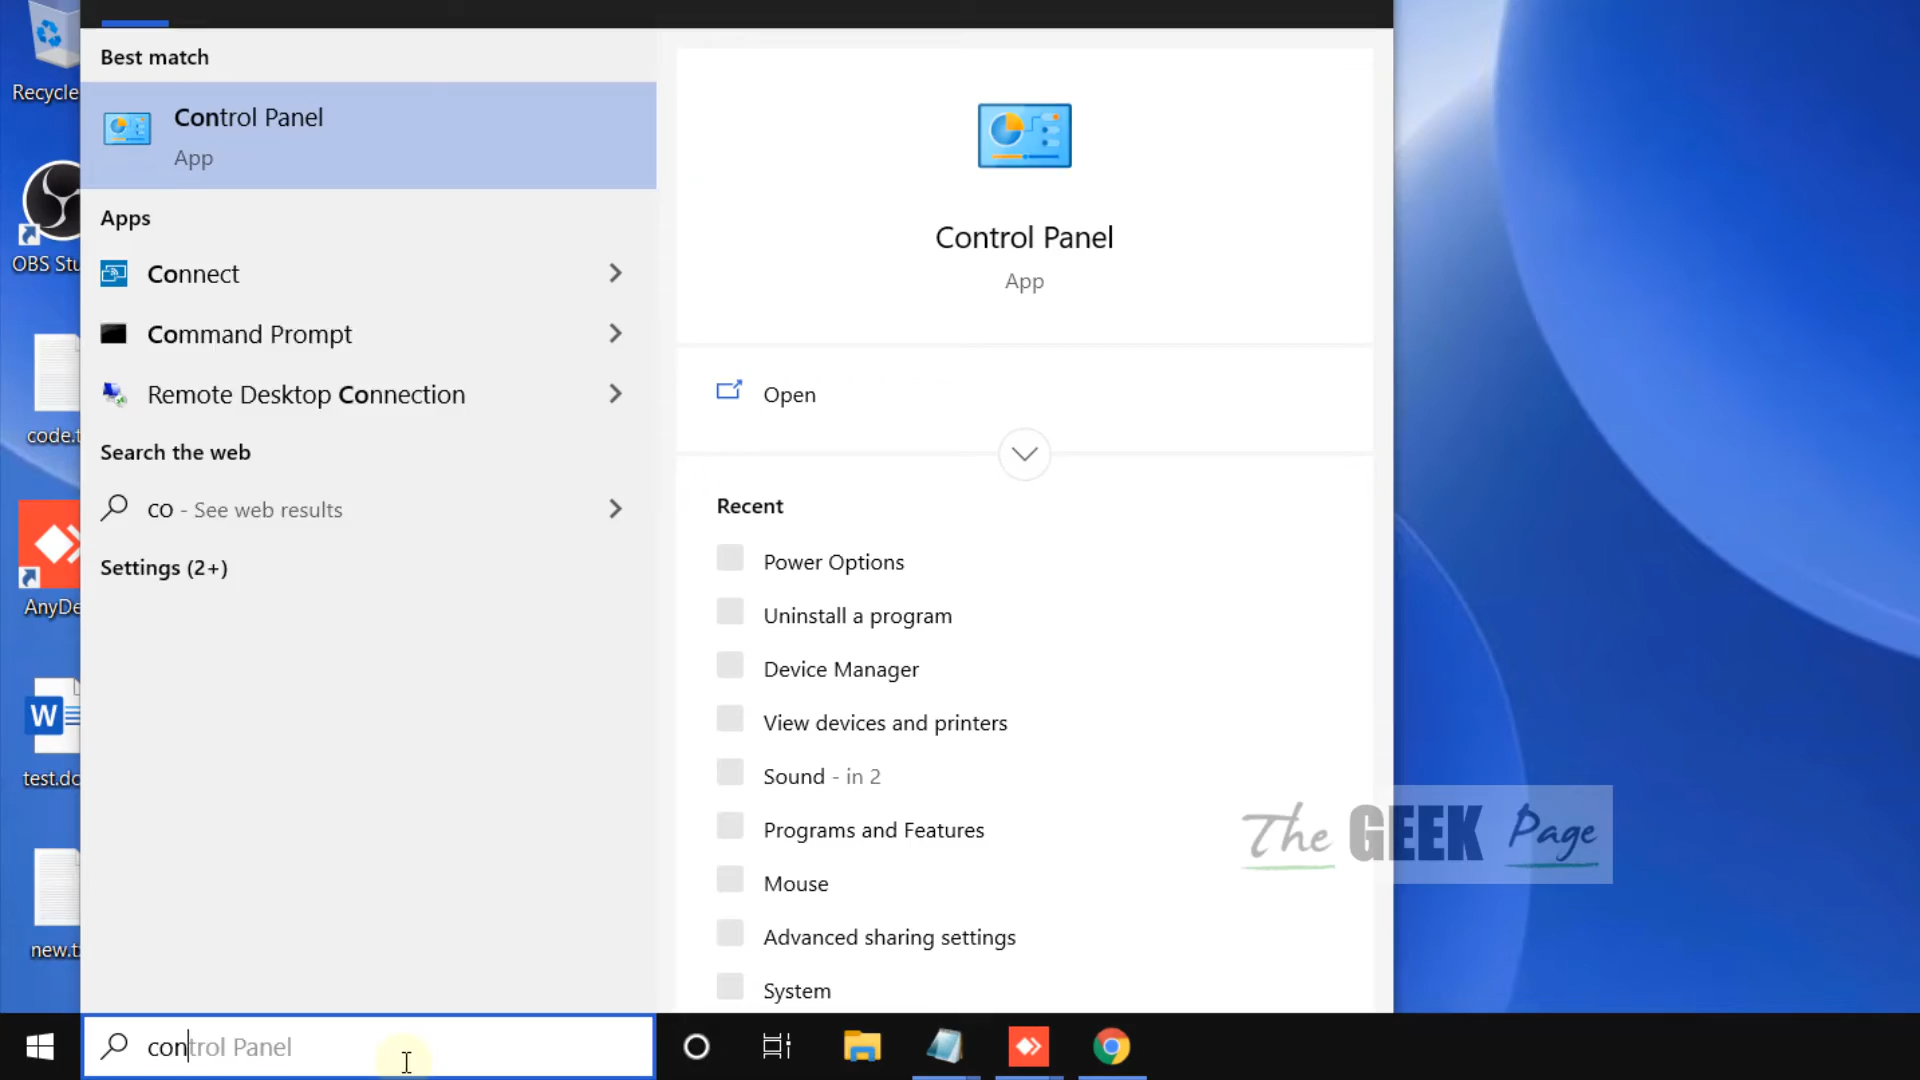 Recycle
OBS Stu
code.t
AnyDe
W
test.do
new.t
Best match
Control Panel
App
Apps
Connect
Command Prompt
Remote Desktop Connection
Search the web
co - See web results
Settings (2+)
Control Panel
App
Open
Recent
Power Options
Uninstall a program
Device Manager
View devices and printers
Sound - in 2
Programs and Features
Mouse
Advanced sharing settings
System
The GEEK Page
control Panel